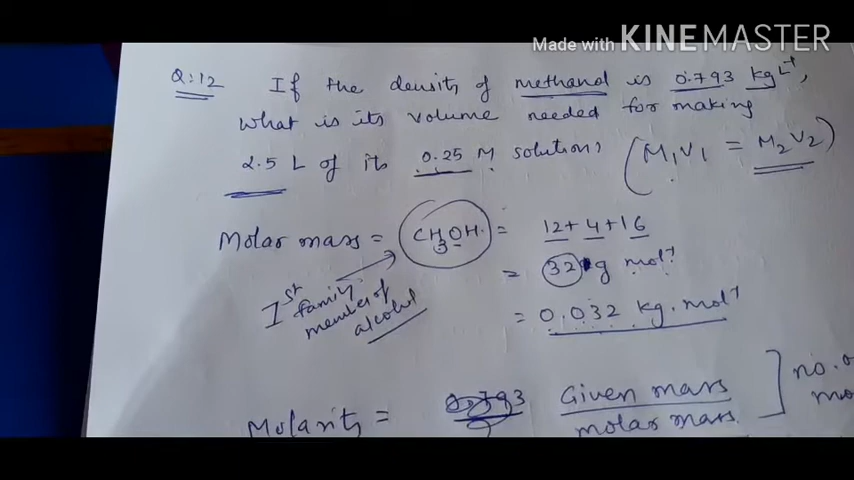 Made with KINEMASTER
Q:12 If the density of methanol is 0.793 kg L⁻¹,
what is its volume needed for making
2.5 L of its 0.25 M solution? (M₁V₁ = M₂V₂)
Molar mass = CH₃OH. = 12+4+16
= 32 g mol⁻¹
= 0.032 kg. mol⁻¹
Iˢᵗ family
member of
alcohol
Molarity = 0.793 Given mass
molar mass. ] no. o
mo